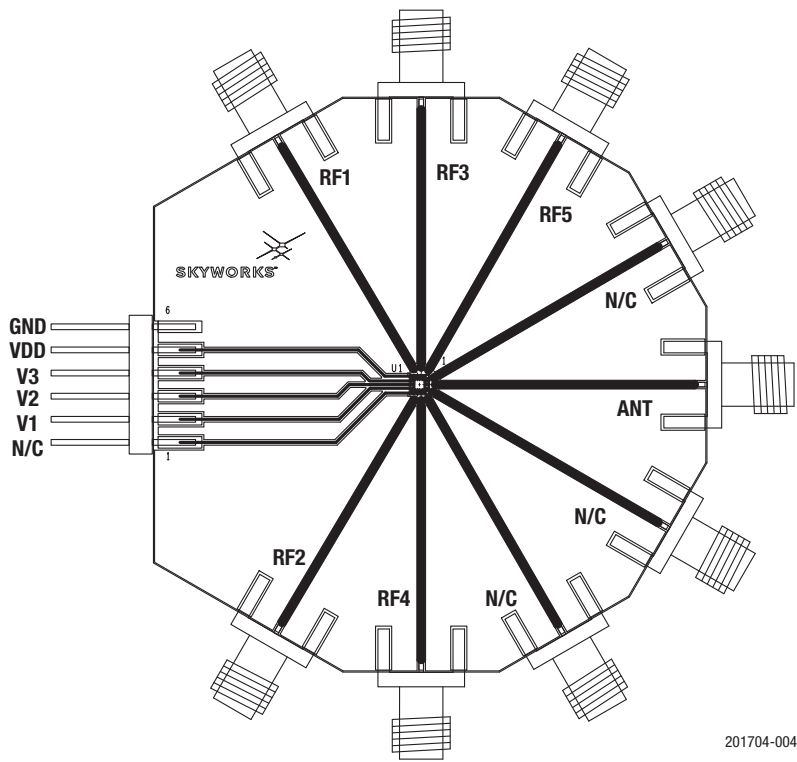 RF1
RF3
RF5
N/C
SKYWORKS
6
GND
VDD
V3
V2
V1
N/C
1
U1
1
ANT
N/C
RF2
RF4
N/C
201704-004